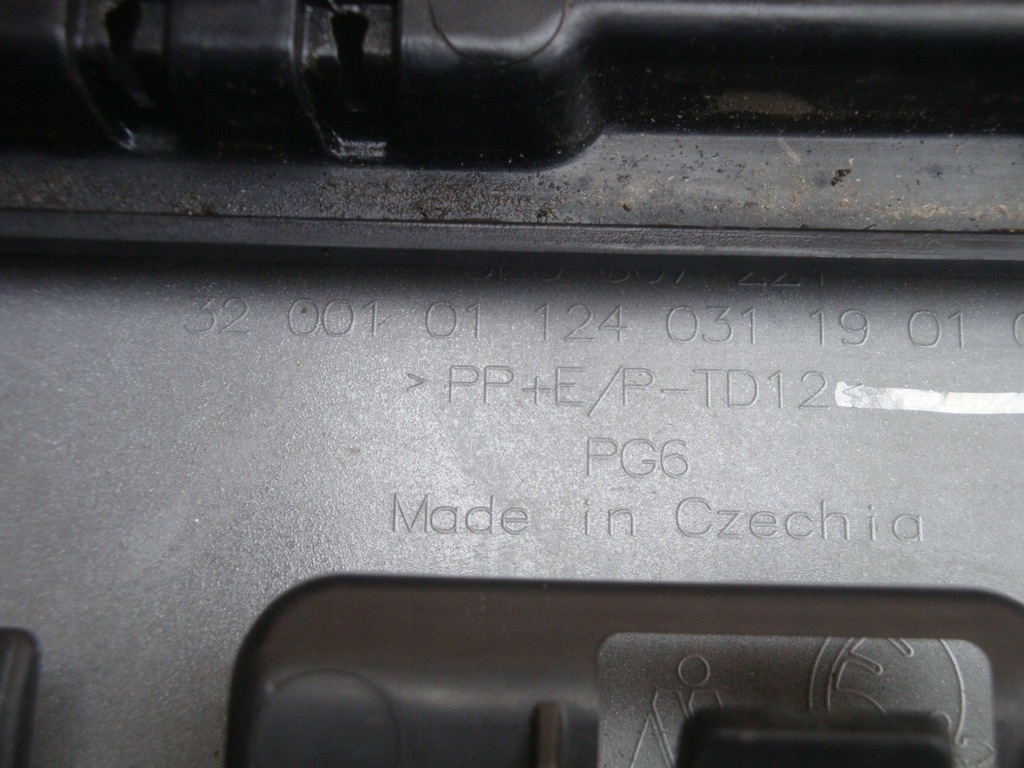 32 001 01 124 031 19 01
>PP+E/P-TD12<
PG6
Made in Czechia